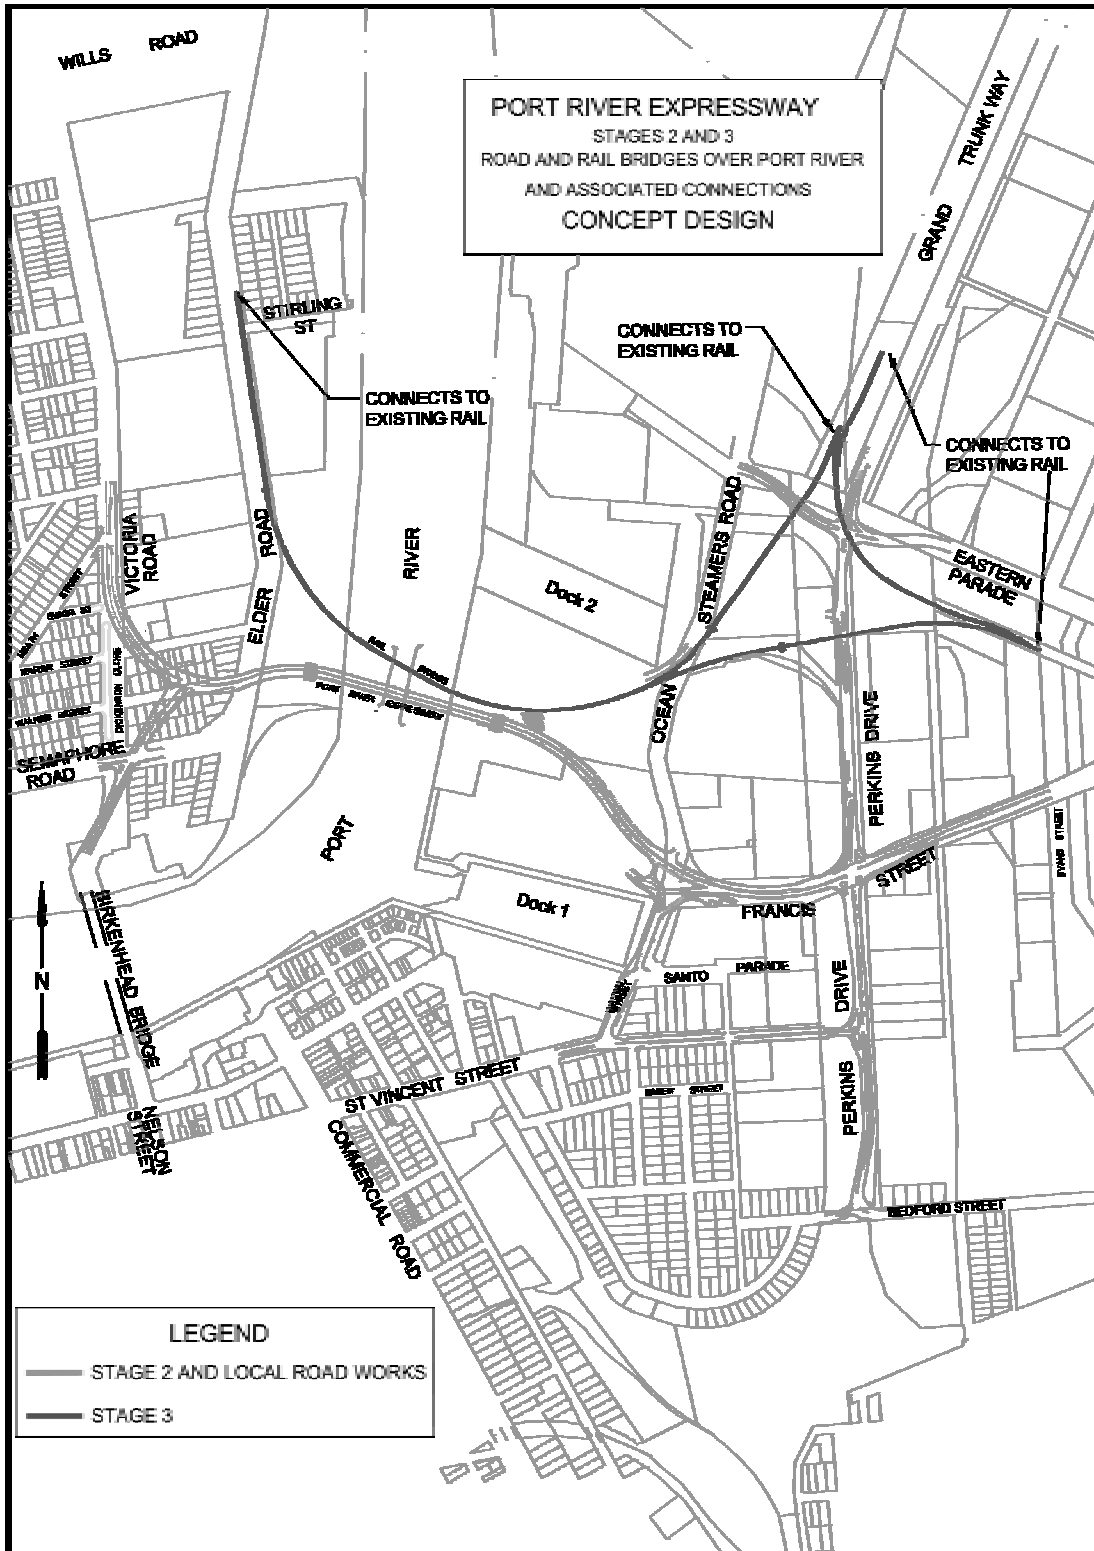 WILLS ROAD
PORT RIVER EXPRESSWAY
STAGES 2 AND 3
ROAD AND RAIL BRIDGES OVER PORT RIVER
AND ASSOCIATED CONNECTIONS
CONCEPT DESIGN
GRAND TRUNK WAY
STIRLING
ST
CONNECTS TO
EXISTING RAIL
CONNECTS TO
EXISTING RAIL
CONNECTS TO
EXISTING RAIL
VICTORIA
ROAD
ELDER ROAD
RIVER
Dock 2
OCEAN STEAMERS ROAD
EASTERN
PARADE
RAIL BRIDGE
PORT RIVER EXPRESSWAY
SEMAPHORE
ROAD
PERKINS DRIVE
PORT
FRANCIS STREET
Dock 1
BIRKENHEAD BRIDGE
N
SANTO PARADE
PERKINS DRIVE
ST VINCENT STREET
NELSON
STREET
COMMERCIAL ROAD
BEDFORD STREET
LEGEND
STAGE 2 AND LOCAL ROAD WORKS
STAGE 3